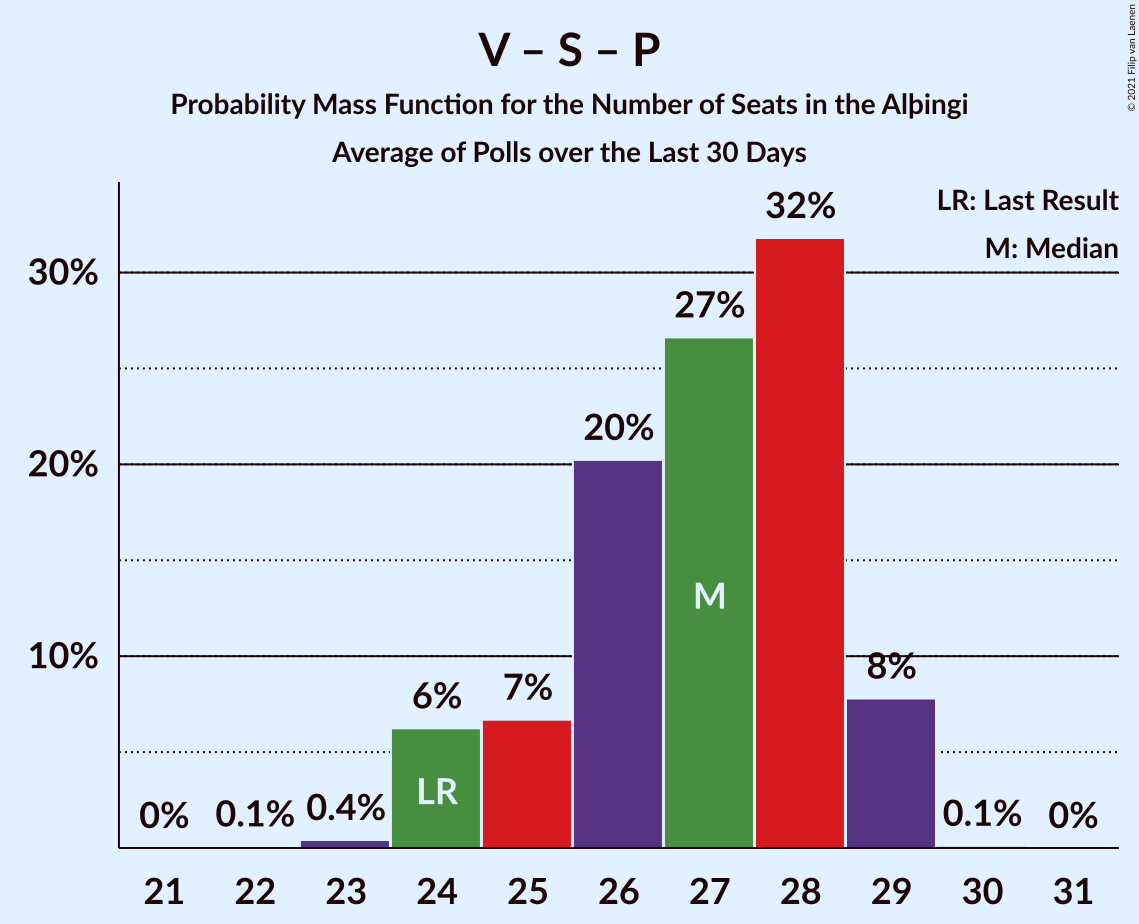 V – S – P
Probability Mass Function for the Number of Seats in the Alþingi
Average of Polls over the Last 30 Days
© 2021 Filip van Laenen
LR: Last Result
M: Median
30%
20%
10%
0%
0.1%
0.4%
6%
7%
20%
27%
32%
8%
0.1%
0%
LR
M
21 22 23 24 25 26 27 28 29 30 31